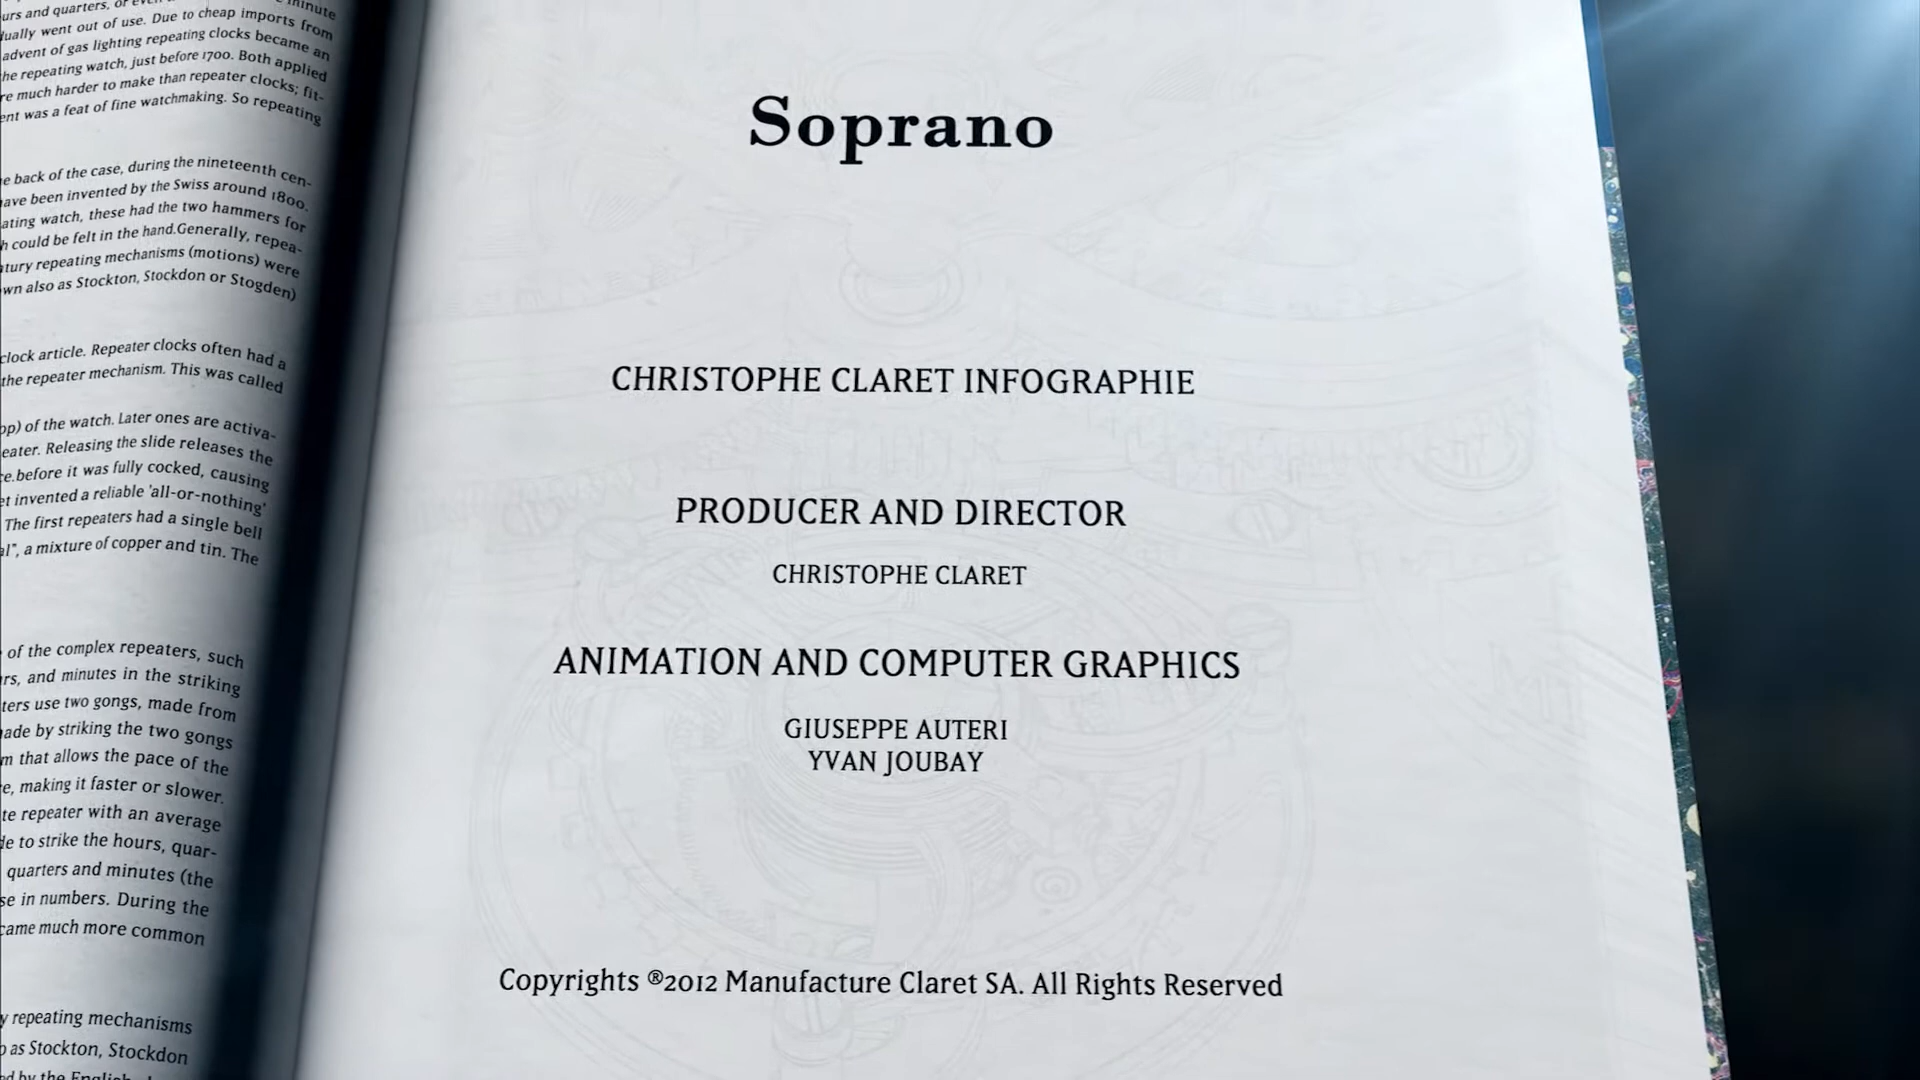 urs and quarters, or even
minute
dually went out of use. Due to cheap imports from
advent of gas lighting repeating clocks became an
he repeating watch, just before 1700. Both applied
re much harder to make than repeater clocks; fit-
ent was a feat of fine watchmaking. So repeating
e back of the case, during the nineteenth cen-
have been invented by the Swiss around 1800.
ating watch, these had the two hammers for
h could be felt in the hand.Generally, repea-
ntury repeating mechanisms (motions) were
wn also as Stockton, Stockdon or Stogden)
clock article. Repeater clocks often had a
the repeater mechanism. This was called
op) of the watch. Later ones are activa-
eater. Releasing the slide releases the
ce.before it was fully cocked, causing
et invented a reliable 'all-or-nothing'
The first repeaters had a single bell
al", a mixture of copper and tin. The
of the complex repeaters, such
rs, and minutes in the striking
ters use two gongs, made from
ade by striking the two gongs
m that allows the pace of the
e, making it faster or slower.
te repeater with an average
de to strike the hours, quar-
quarters and minutes (the
se in numbers. During the
came much more common
y repeating mechanisms
o as Stockton, Stockdon
ed by the English
Soprano
CHRISTOPHE CLARET INFOGRAPHIE
PRODUCER AND DIRECTOR
CHRISTOPHE CLARET
ANIMATION AND COMPUTER GRAPHICS
GIUSEPPE AUTERI
YVAN JOUBAY
Copyrights ®2012 Manufacture Claret SA. All Rights Reserved